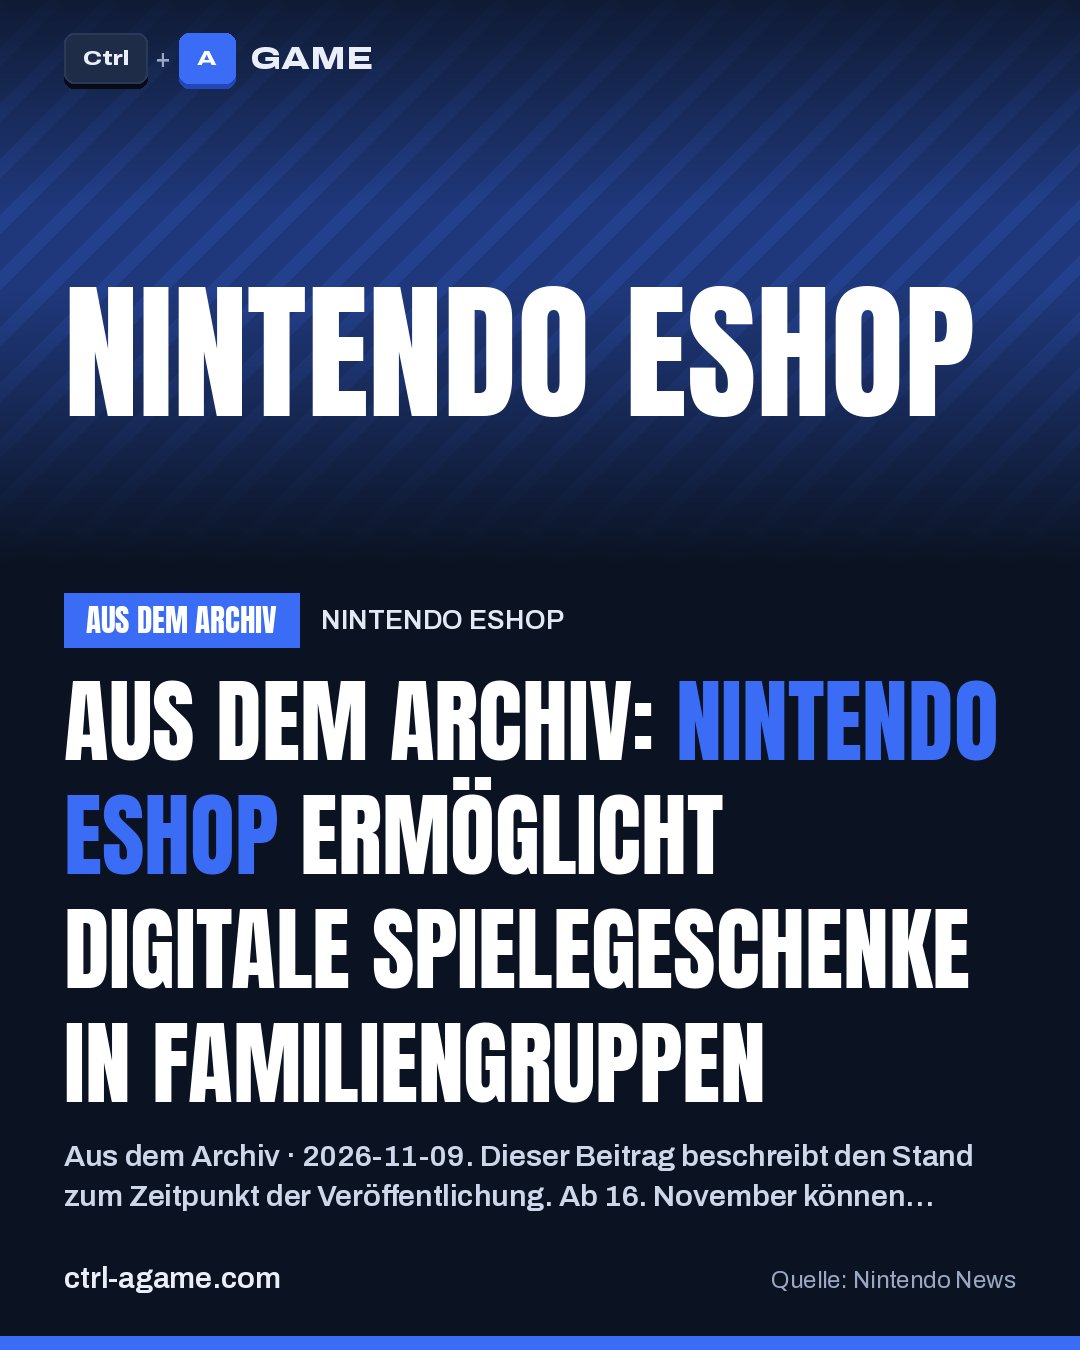 Ctrl + A GAME
NINTENDO ESHOP
AUS DEM ARCHIV NINTENDO ESHOP
AUS DEM ARCHIV: NINTENDO
ESHOP ERMÖGLICHT
DIGITALE SPIELEGESCHENKE
IN FAMILIENGRUPPEN
Aus dem Archiv · 2026-11-09. Dieser Beitrag beschreibt den Stand
zum Zeitpunkt der Veröffentlichung. Ab 16. November können…
ctrl-agame.com Quelle: Nintendo News